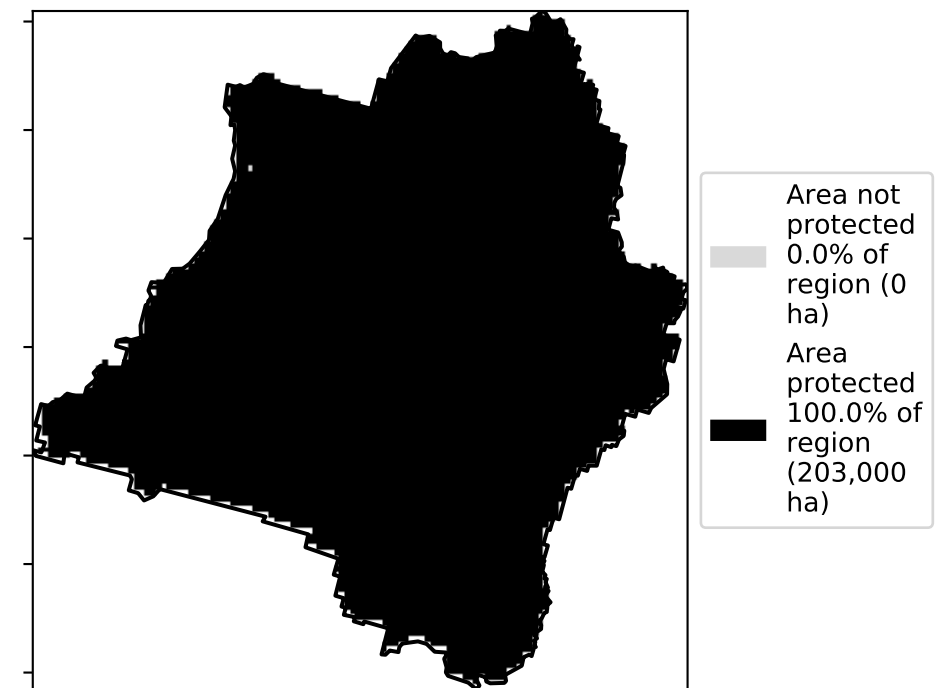 Area not
protected
0.0% of
region (0
ha)
Area
protected
100.0% of
region
(203,000
ha)